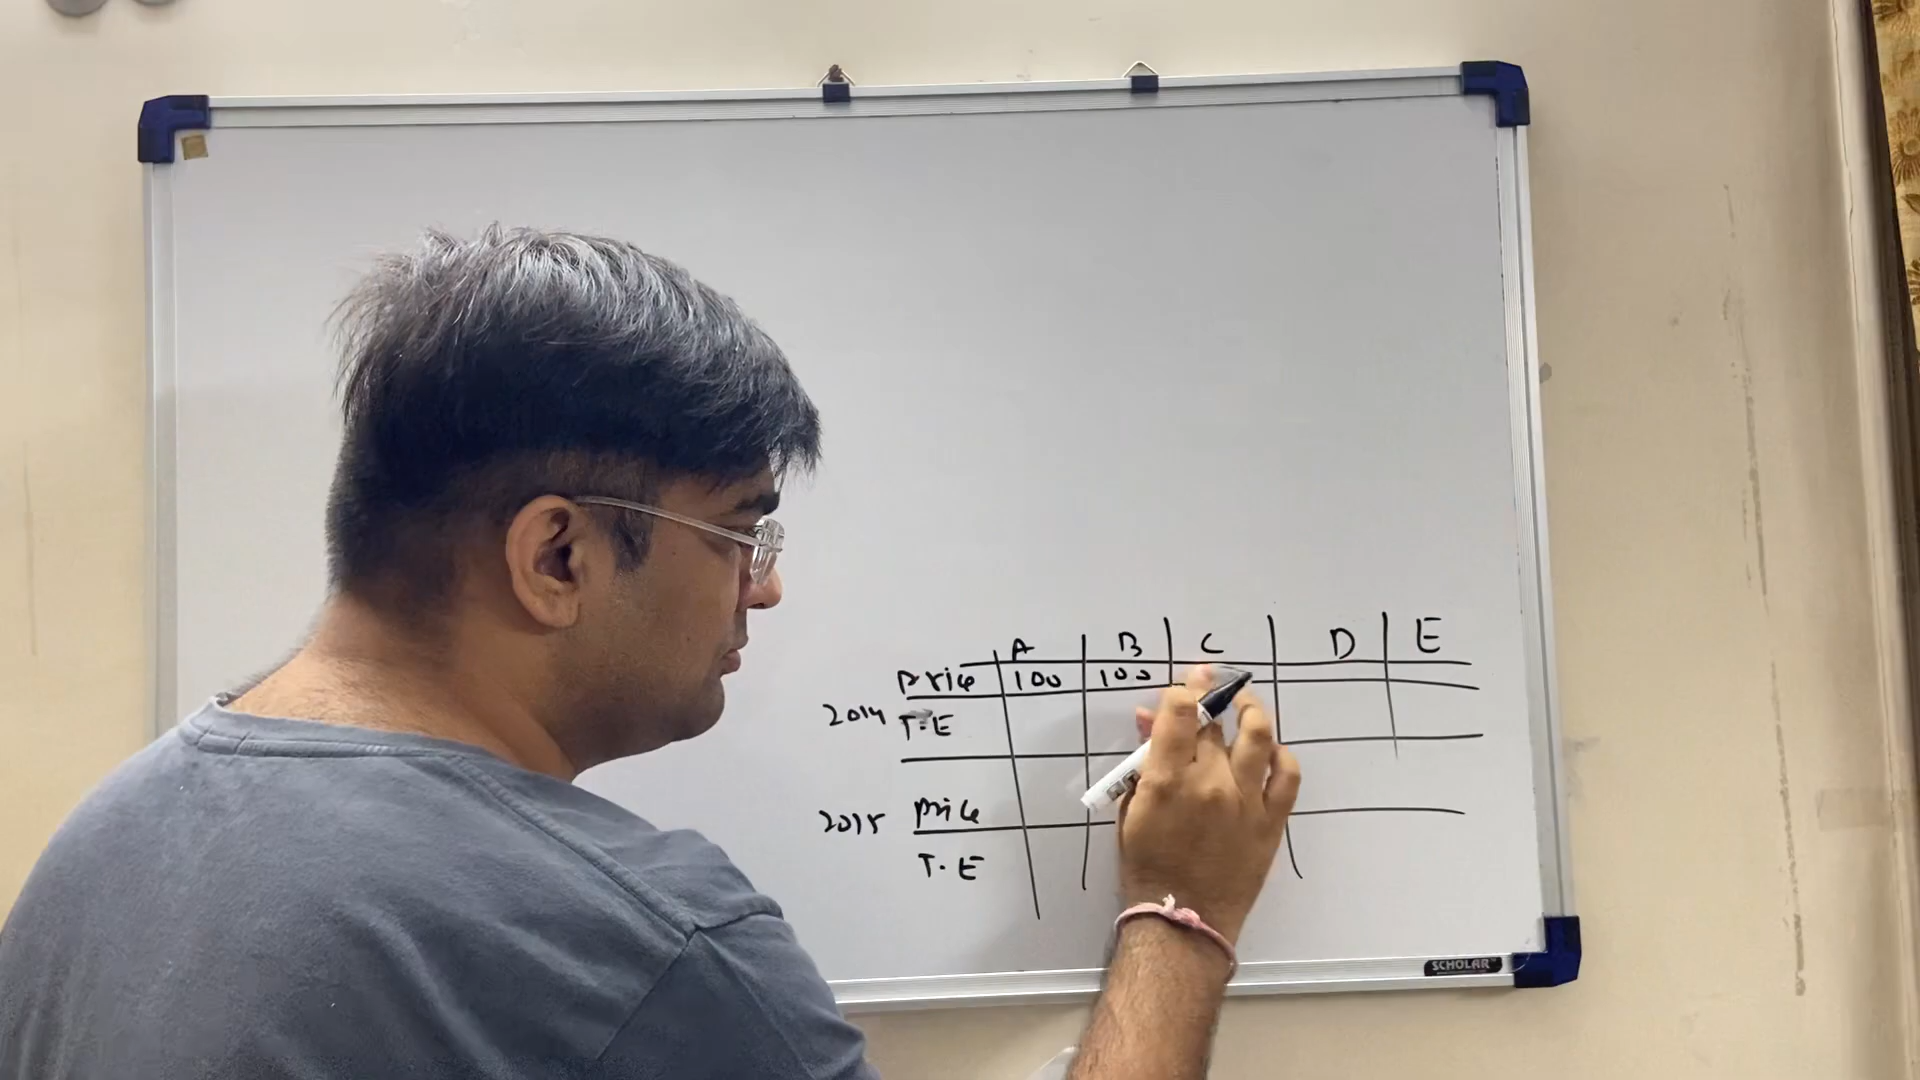 A B C D E
Price 100 100
2014 T.E
2015 Price
T. E
SCHOLAR